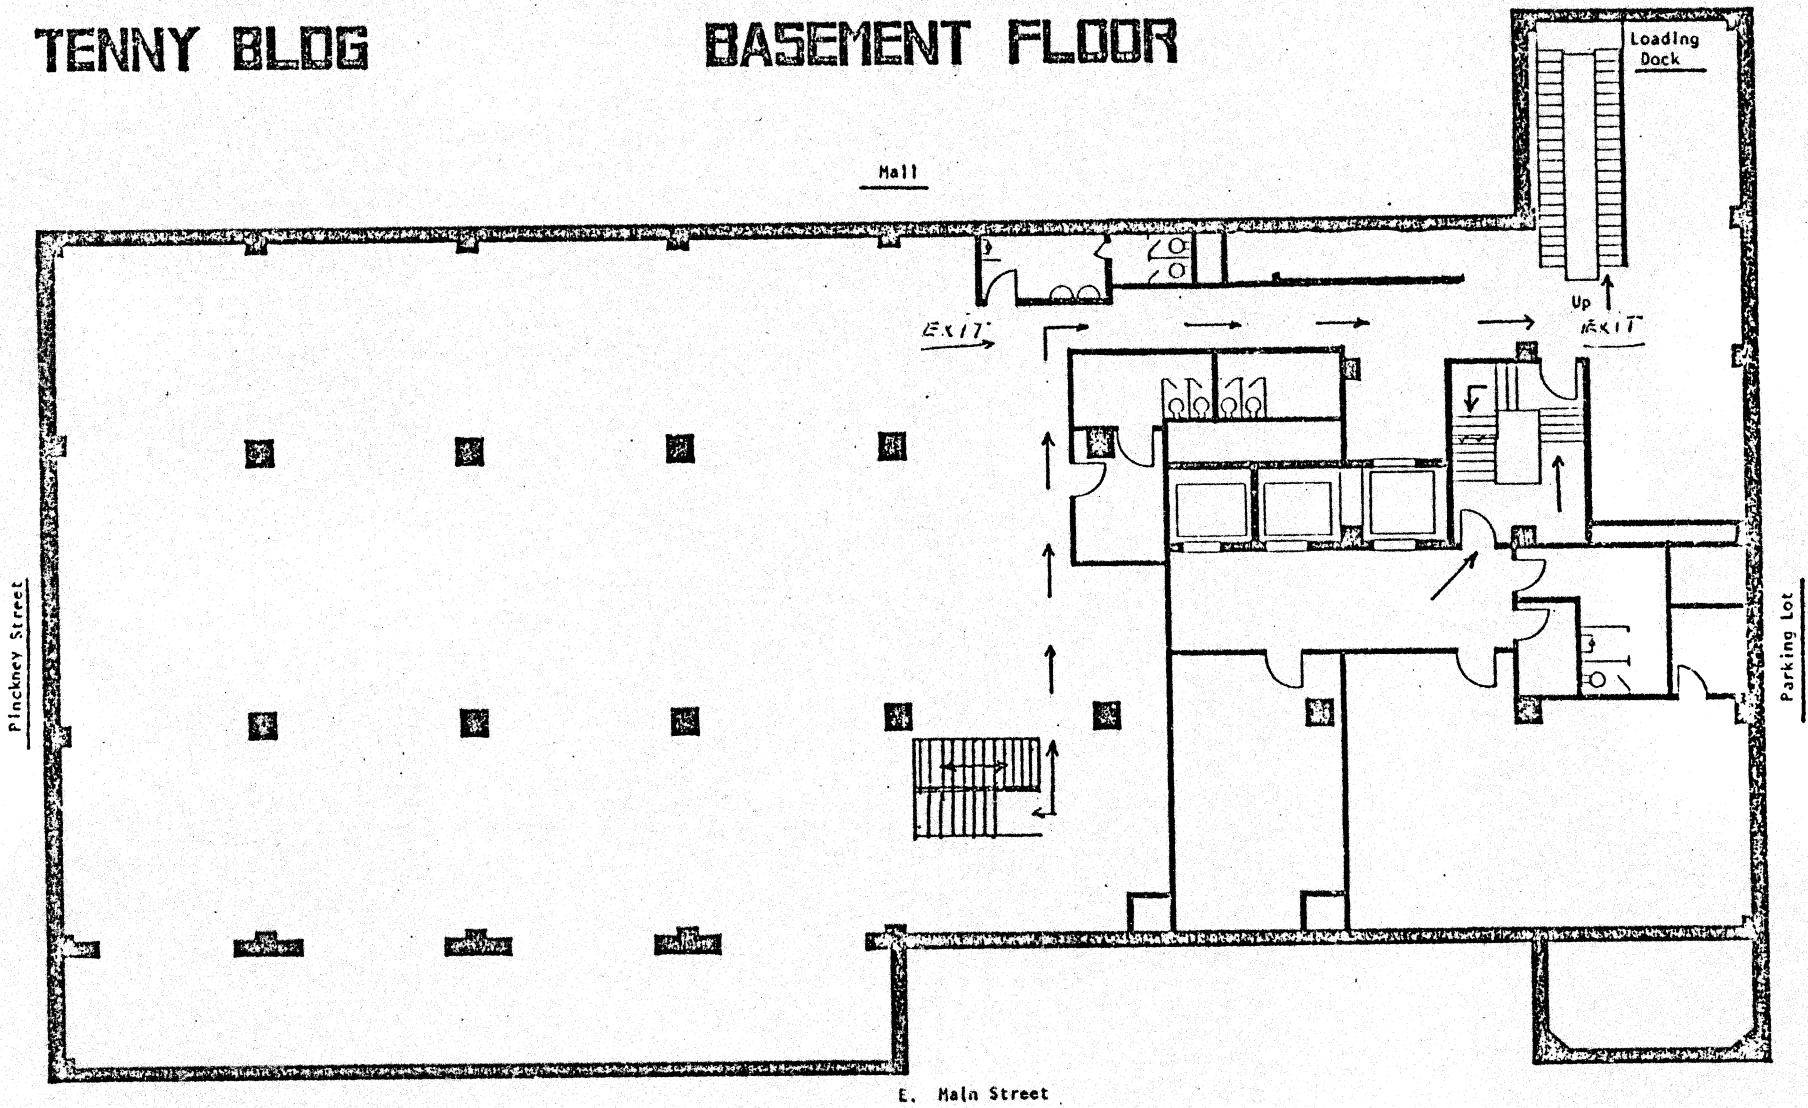 TENNY BLDG
BASEMENT FLOOR
Loading
Dock
Mall
Up
EXIT
EXIT
Pinckney Street
Parking Lot
E. Main Street